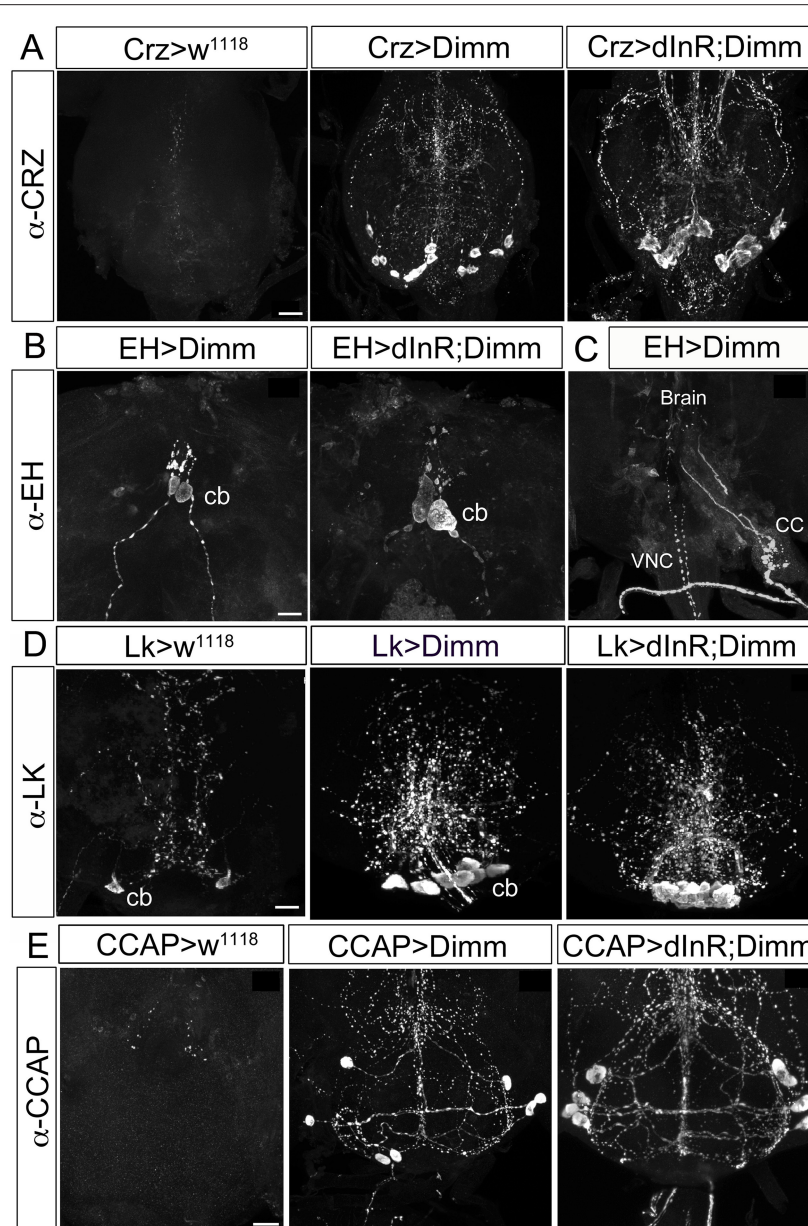 A
Crz>w¹¹¹⁸
Crz>Dimm
Crz>dInR;Dimm
α-CRZ
B
EH>Dimm
EH>dInR;Dimm
C
EH>Dimm
α-EH
cb
cb
Brain
CC
VNC
D
Lk>w¹¹¹⁸
Lk>Dimm
Lk>dInR;Dimm
α-LK
cb
cb
E
CCAP>w¹¹¹⁸
CCAP>Dimm
CCAP>dInR;Dimm
α-CCAP